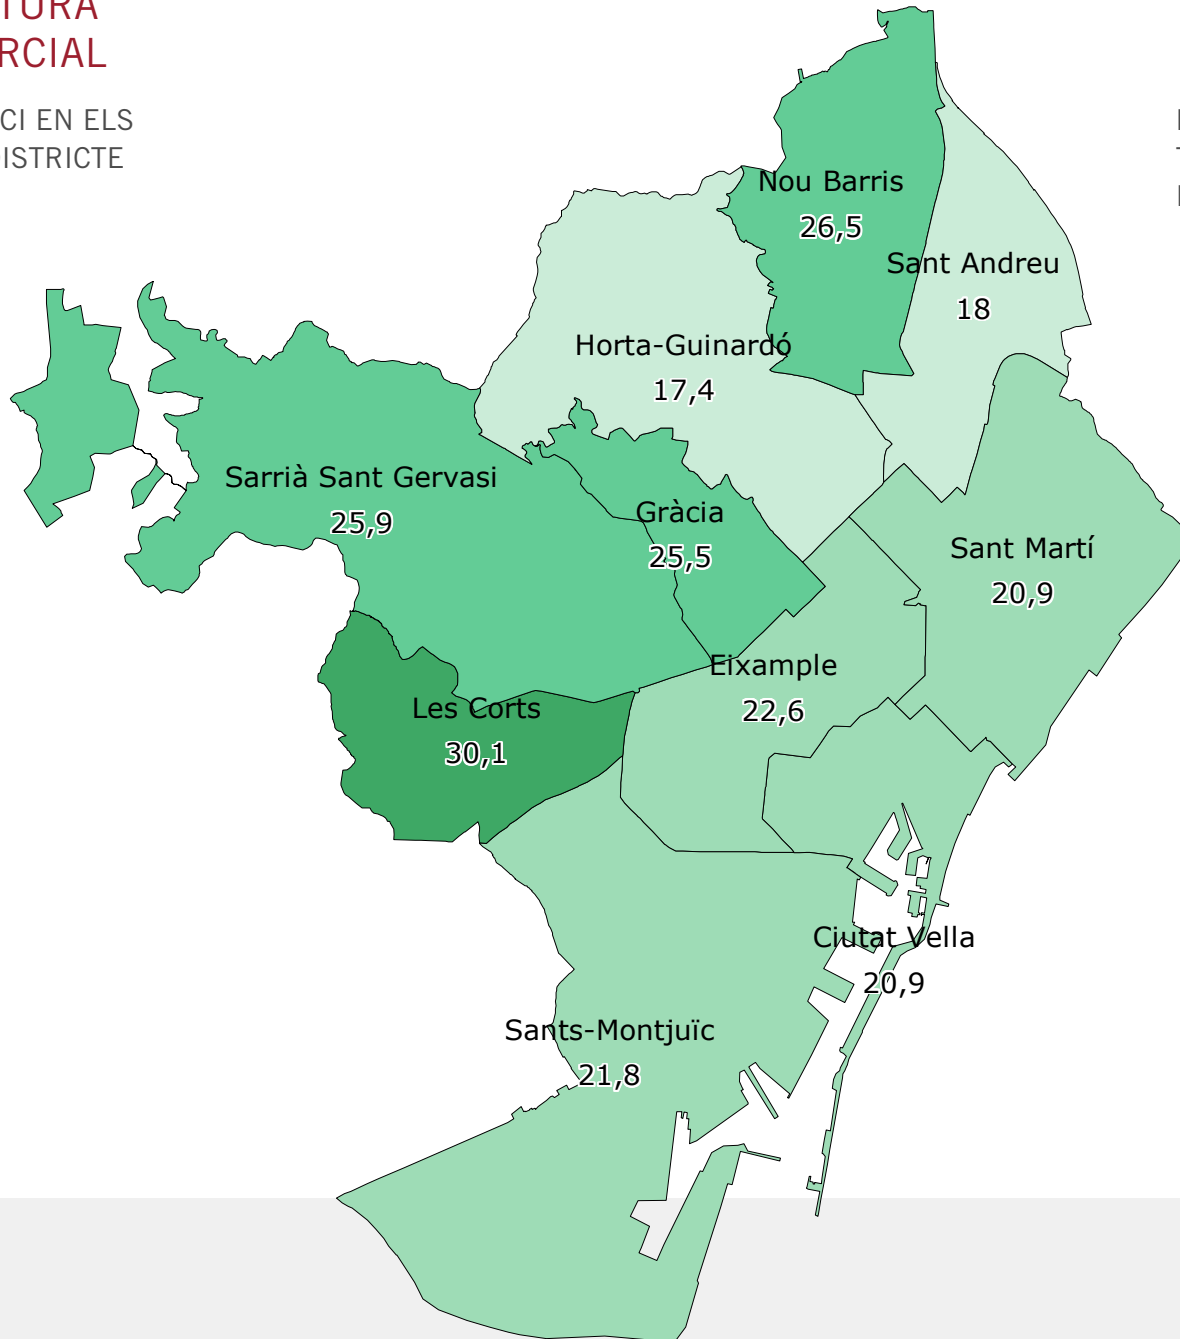 TURA
RCIAL
CI EN ELS
ISTRICTE
Nou Barris
26,5
Sant Andreu
18
Horta-Guinardó
17,4
Sarrià Sant Gervasi
25,9
Gràcia
25,5
Sant Martí
20,9
Eixample
22,6
Les Corts
30,1
Ciutat Vella
20,9
Sants-Montjuïc
21,8